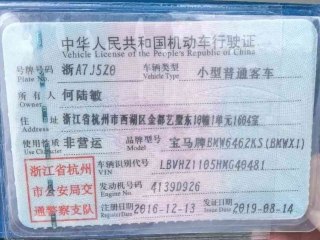 中华人民共和国机动车行驶证
Vehicle License of the People's Republic of China
号牌号码 浙A7J5Z0 车辆类型 小型普通客车
Plate No. Vehicle Type
所有人 何陆敏
Owner
住址 浙江省杭州市西湖区金都艺墅东10幢1单元1604室
Address
使用性质 非营运 品牌型号 宝马牌BMW6462KS(BMWX1)
Use Character Model
浙江省杭州
市公安局交
通警察支队
车辆识别代号 LBVHZ1105HMG40481
VIN
发动机号码 4139D926
Engine No.
注册日期 2016-12-13 发证日期 2019-08-14
Register Date Issue Date